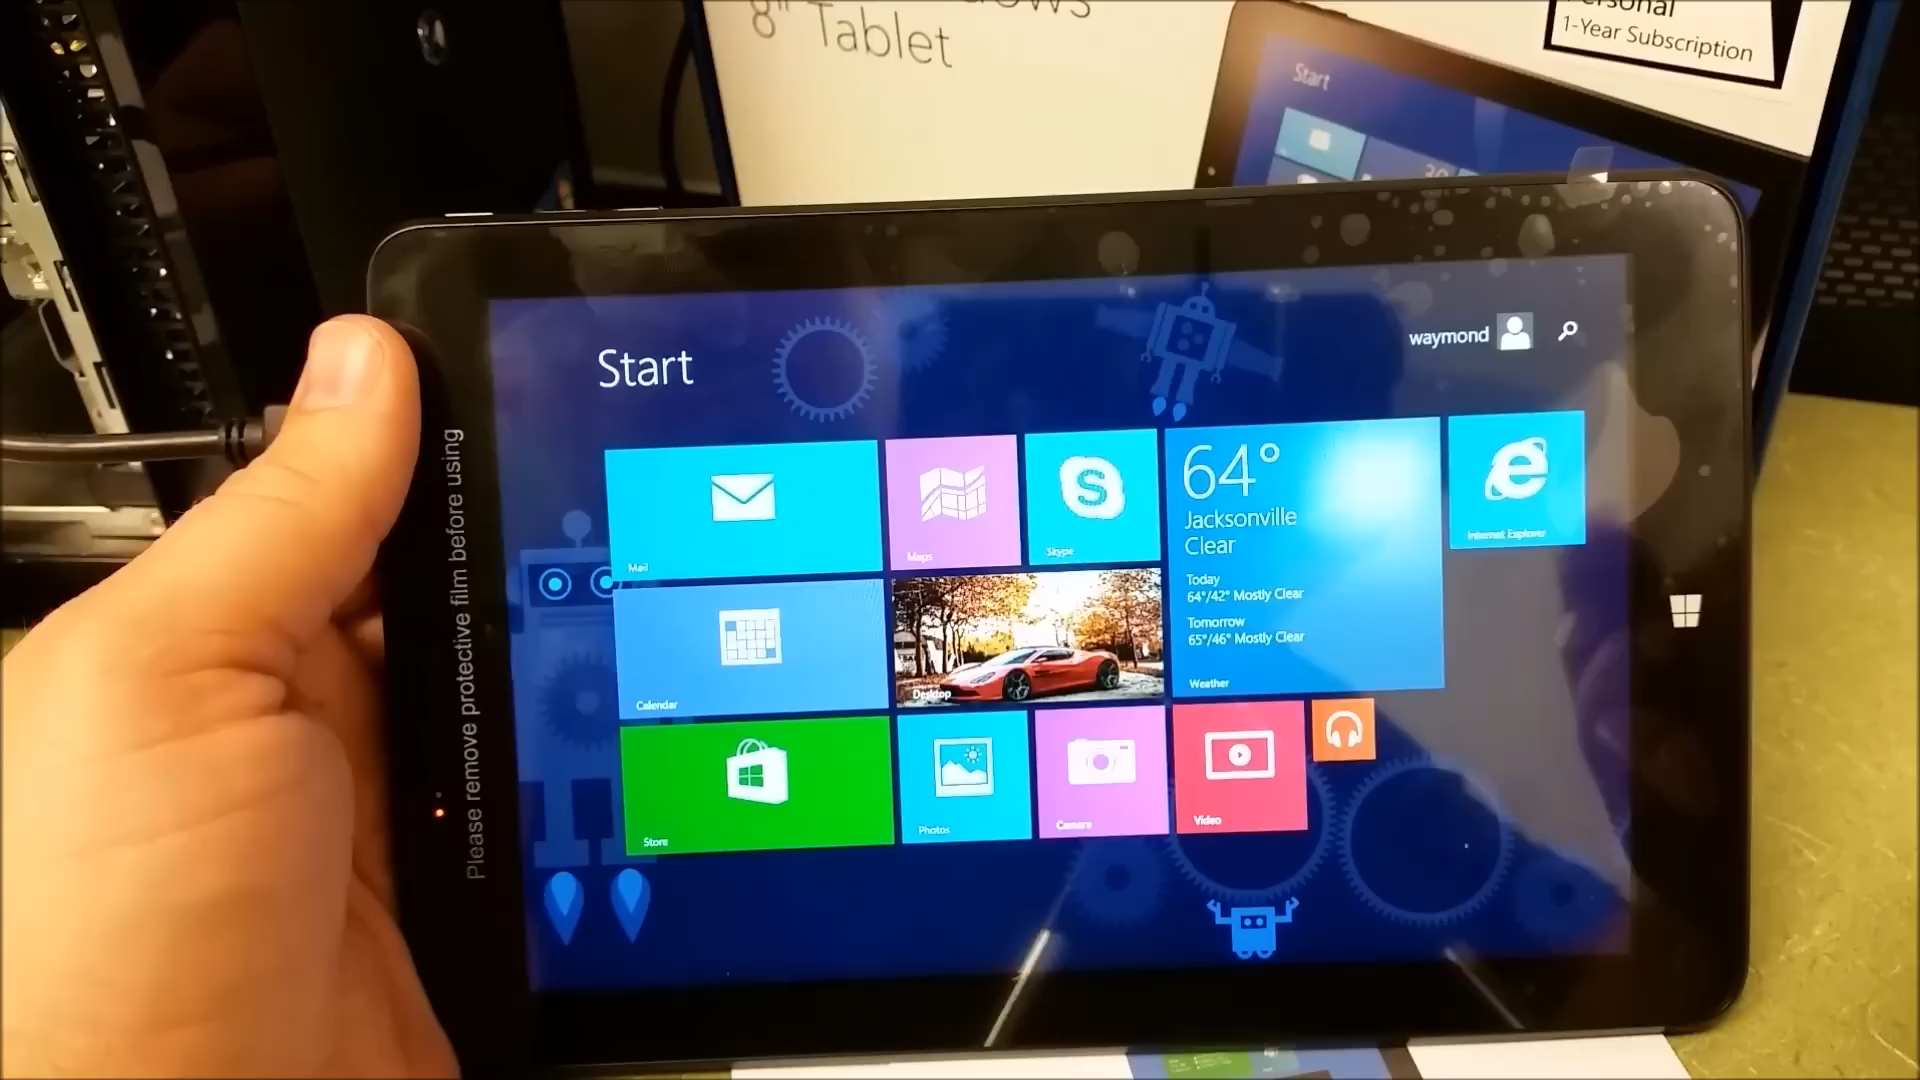 8" Tablet
Personal
1-Year Subscription
Start
Start
waymond
Please remove protective film before using
Mail
Maps
Skype
64°
Jacksonville
Clear
Today
64°/42° Mostly Clear
Tomorrow
65°/46° Mostly Clear
Weather
Internet Explorer
Calendar
Desktop
Store
Photos
Camera
Video